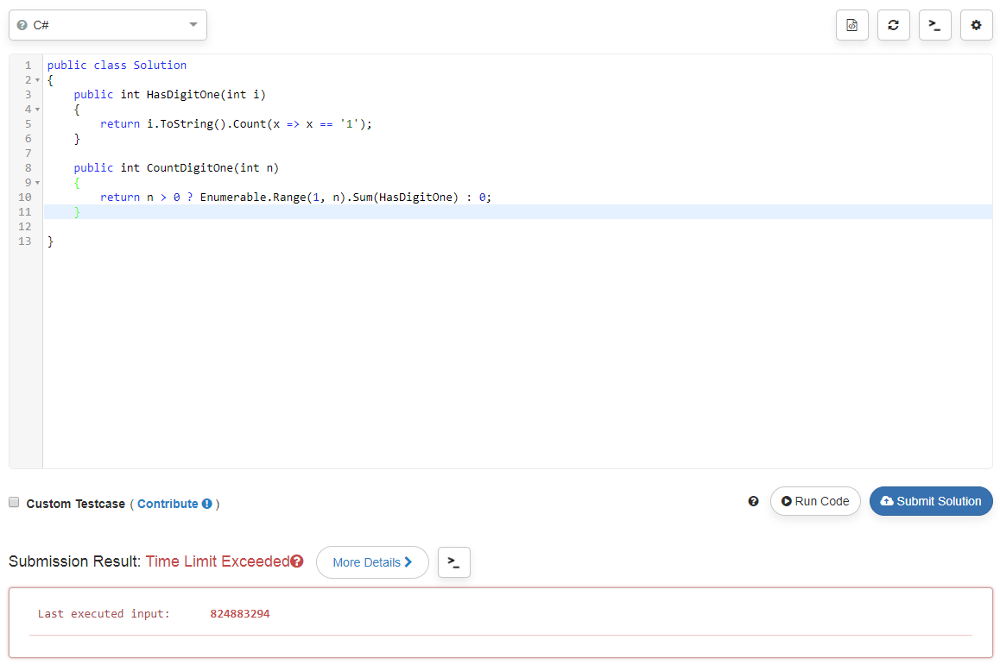 C#
1 public class Solution
2 {
3 public int HasDigitOne(int i)
4 {
5 return i.ToString().Count(x => x == '1');
6 }
7
8 public int CountDigitOne(int n)
9 {
10 return n > 0 ? Enumerable.Range(1, n).Sum(HasDigitOne) : 0;
11 }
12
13 }
Custom Testcase ( Contribute )
Run Code
Submit Solution
Submission Result: Time Limit Exceeded
More Details
Last executed input: 824883294